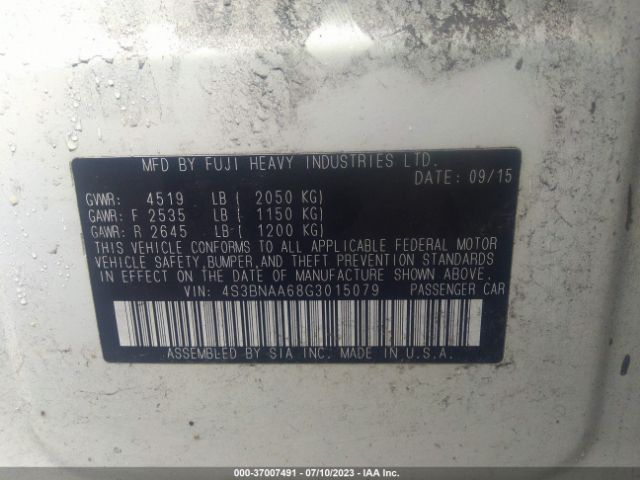 MFD BY FUJI HEAVY INDUSTRIES LTD.
DATE: 09/15
GVWR: 4519 LB ( 2050 KG)
GAWR: F 2535 LB ( 1150 KG)
GAWR: R 2645 LB ( 1200 KG)
THIS VEHICLE CONFORMS TO ALL APPLICABLE FEDERAL MOTOR
VEHICLE SAFETY, BUMPER, AND THEFT PREVENTION STANDARDS
IN EFFECT ON THE DATE OF MANUFACTURE SHOWN ABOVE.
VIN: 4S3BNAA68G3015079 PASSENGER CAR
ASSEMBLED BY SIA INC. MADE IN U.S.A.
000-37007491 - 07/10/2023 - IAA Inc.